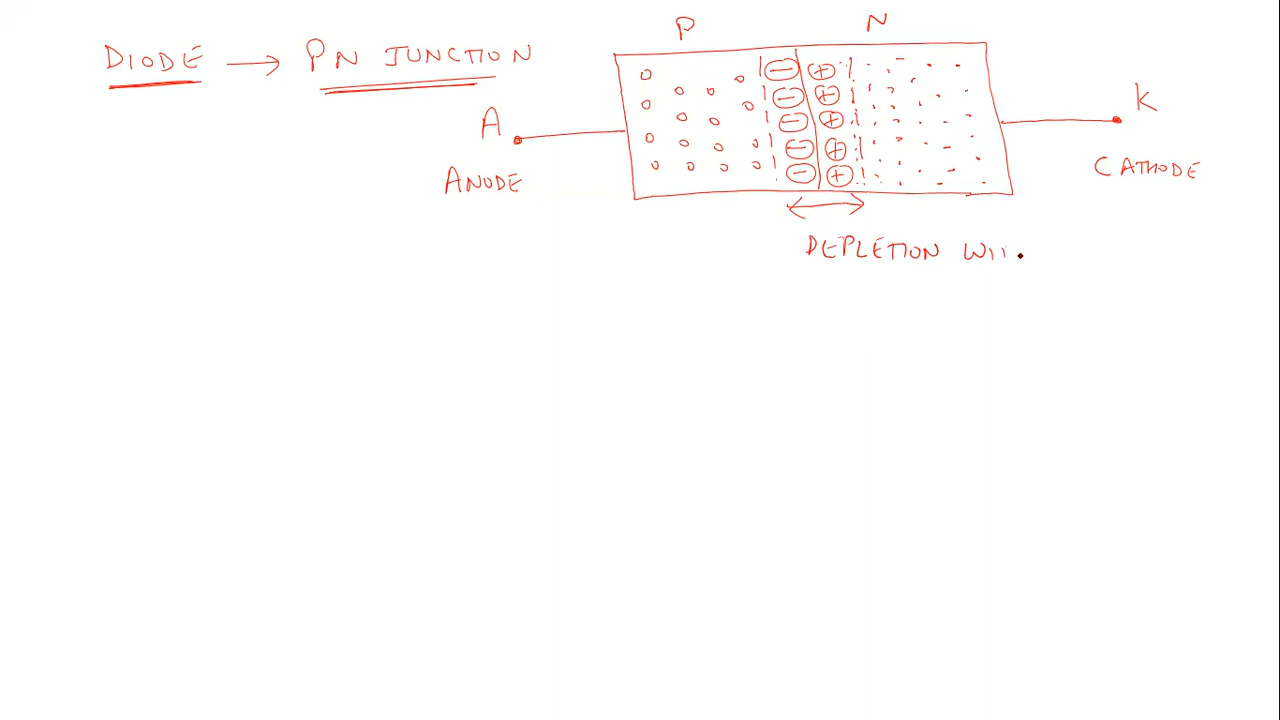 DIODE → PN JUNCTION
P N
A
ANODE
K
CATHODE
DEPLETION